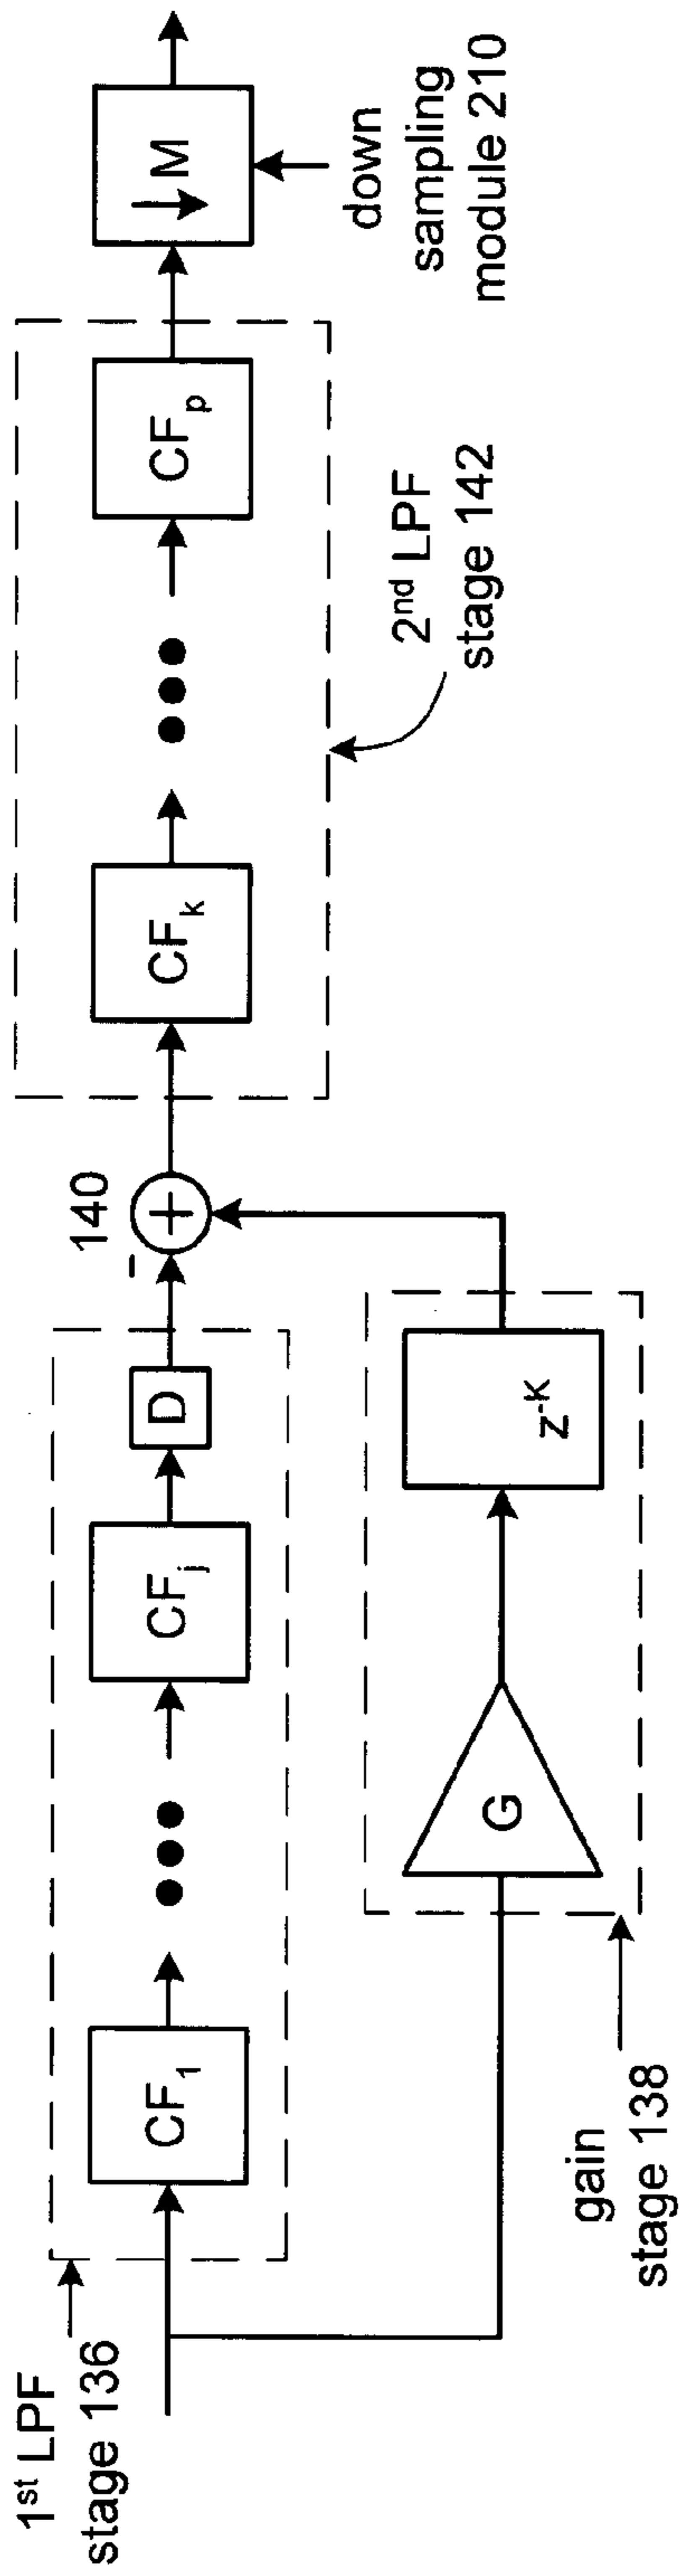 1st LPF
stage 136
CF1
CFj
D
-
140
+
CFk
CFp
↓ M
down
sampling
module 210
2nd LPF
stage 142
G
z-K
gain
stage 138